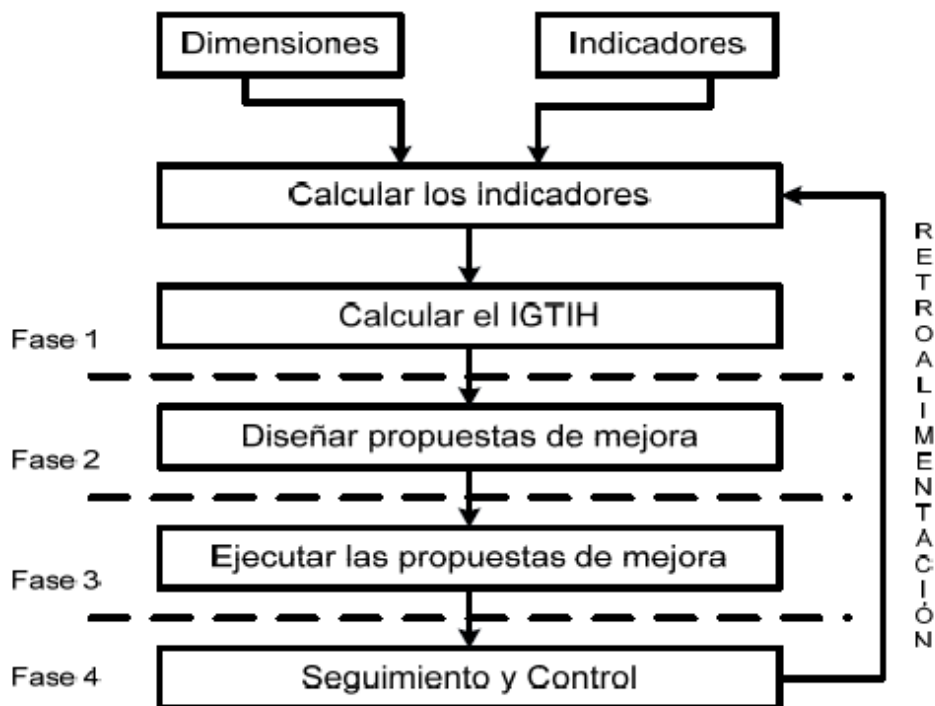 Dimensiones
Indicadores
Calcular los indicadores
Calcular el IGTIH
Fase 1
Diseñar propuestas de mejora
Fase 2
Ejecutar las propuestas de mejora
Fase 3
Seguimiento y Control
Fase 4
RETROALIMENTACIÓN